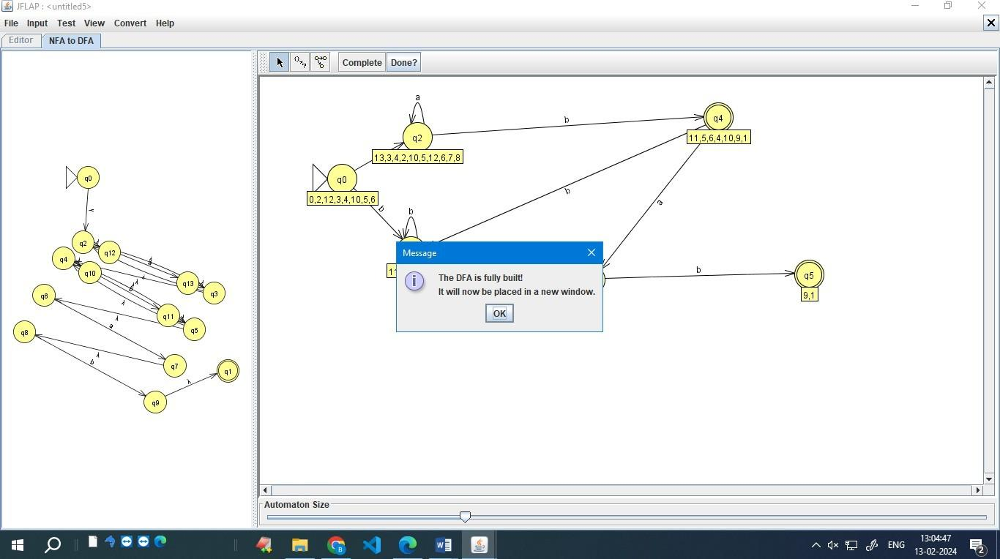 JFLAP : <untitled5>
File Input Test View Convert Help
Editor NFA to DFA
Complete Done?
a
q2
13,3,4,2,10,5,12,6,7,8
b
q4
11,5,6,4,10,9,1
q0
0,2,12,3,4,10,5,6
b
b
b
a
b
q5
9,1
11
q0
λ
q2
q12
q4
q10
a
q13
q3
λ
λ
b
λ
q6
q11
q5
λ
a
q8
λ
b
q7
q1
λ
q9
Message
The DFA is fully built!
It will now be placed in a new window.
OK
Automaton Size
W
ENG
13:04:47
13-02-2024
2